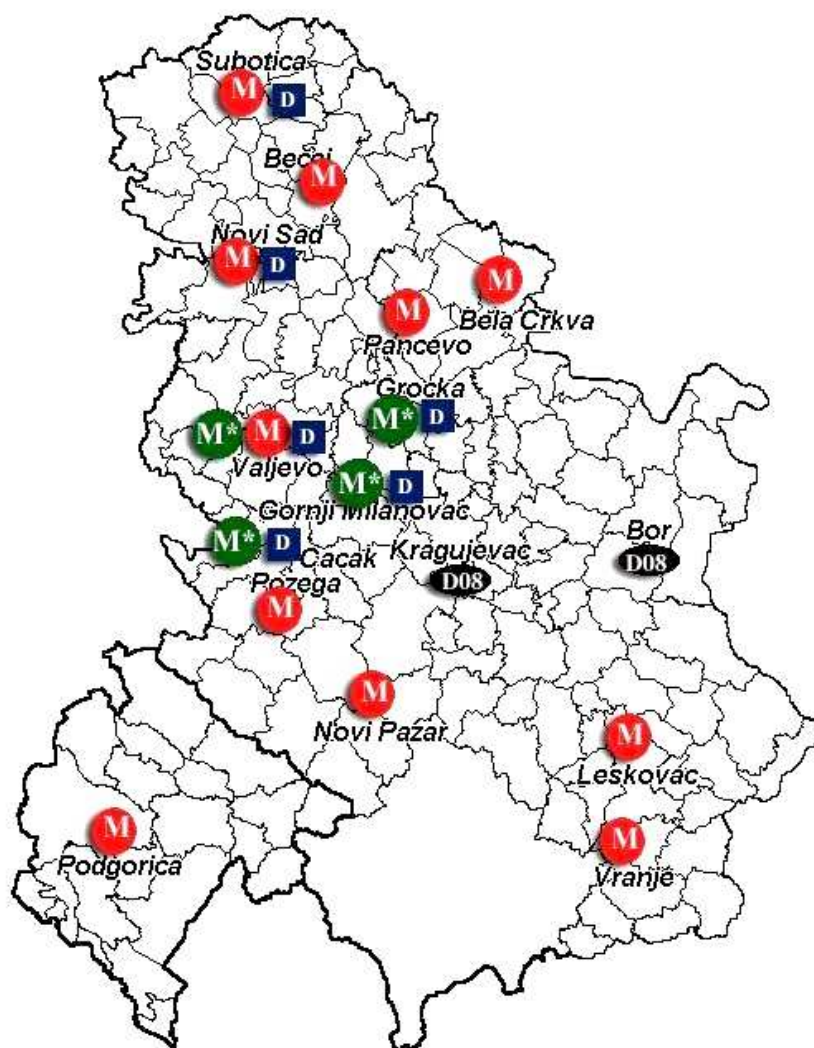 Subotica
M D
Bečej
M
Novi Sad
M D
M
Bela Crkva
M
Pancevo
Grocka
M* D
M* M D
Valjevo
M* D
Gornji Milanovac
M* D
Cacak
Kragujevac
D08
Bor
D08
Pozega
M
M
Novi Pazar
M
Leskovac
M
Podgorica
M
Vranje